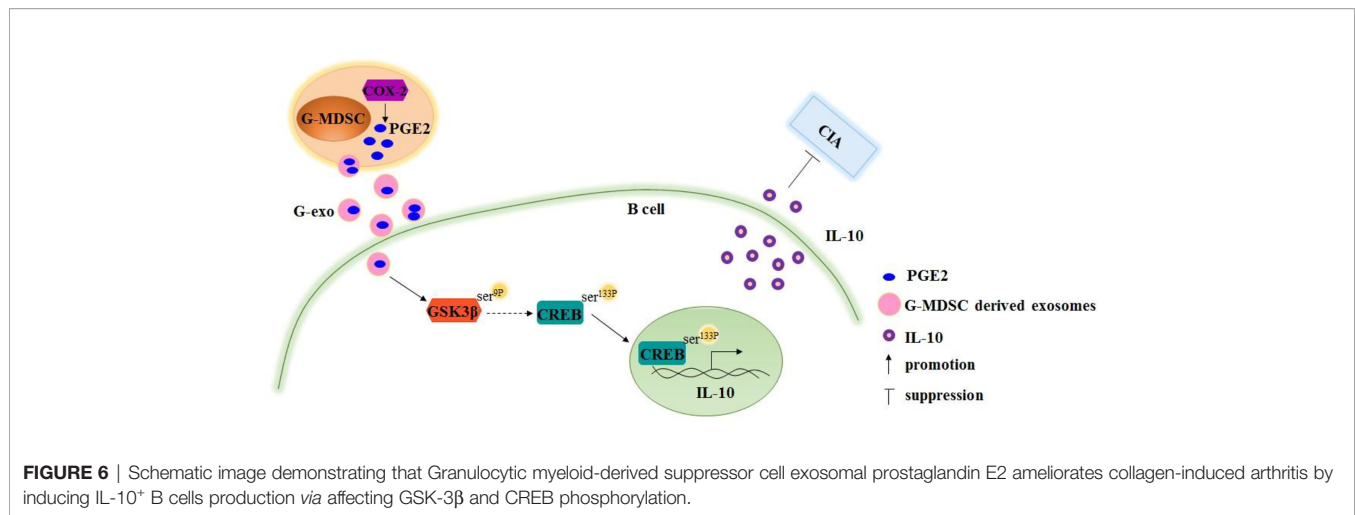 COX-2
G-MDSC
PGE2
CIA
G-exo
B cell
IL-10
ser9P
ser133P
GSK3β
CREB
ser133P
CREB
IL-10
PGE2
G-MDSC derived exosomes
IL-10
promotion
suppression
FIGURE 6 | Schematic image demonstrating that Granulocytic myeloid-derived suppressor cell exosomal prostaglandin E2 ameliorates collagen-induced arthritis by
inducing IL-10+ B cells production via affecting GSK-3β and CREB phosphorylation.